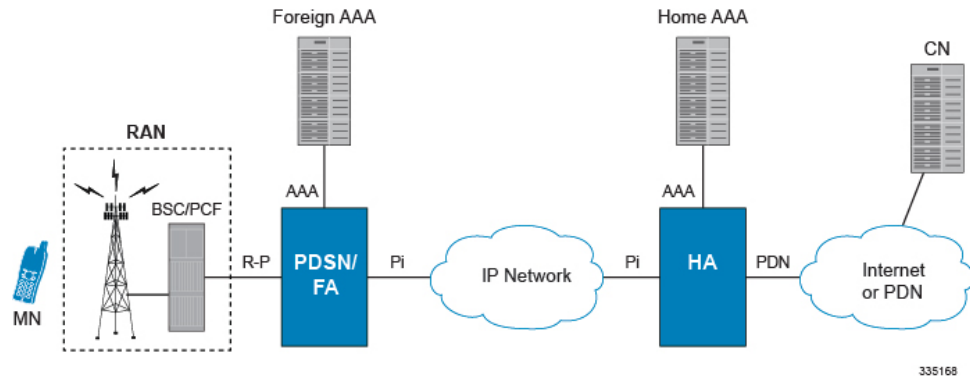 Foreign AAA
Home AAA
CN
RAN
BSC/PCF
AAA
AAA
MN
R-P
PDSN/
FA
Pi
IP Network
Pi
HA
PDN
Internet
or PDN
335168